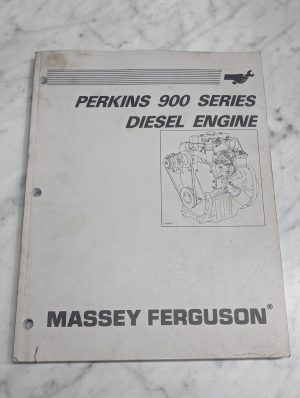 PERKINS 900 SERIES
DIESEL ENGINE
MASSEY FERGUSON®